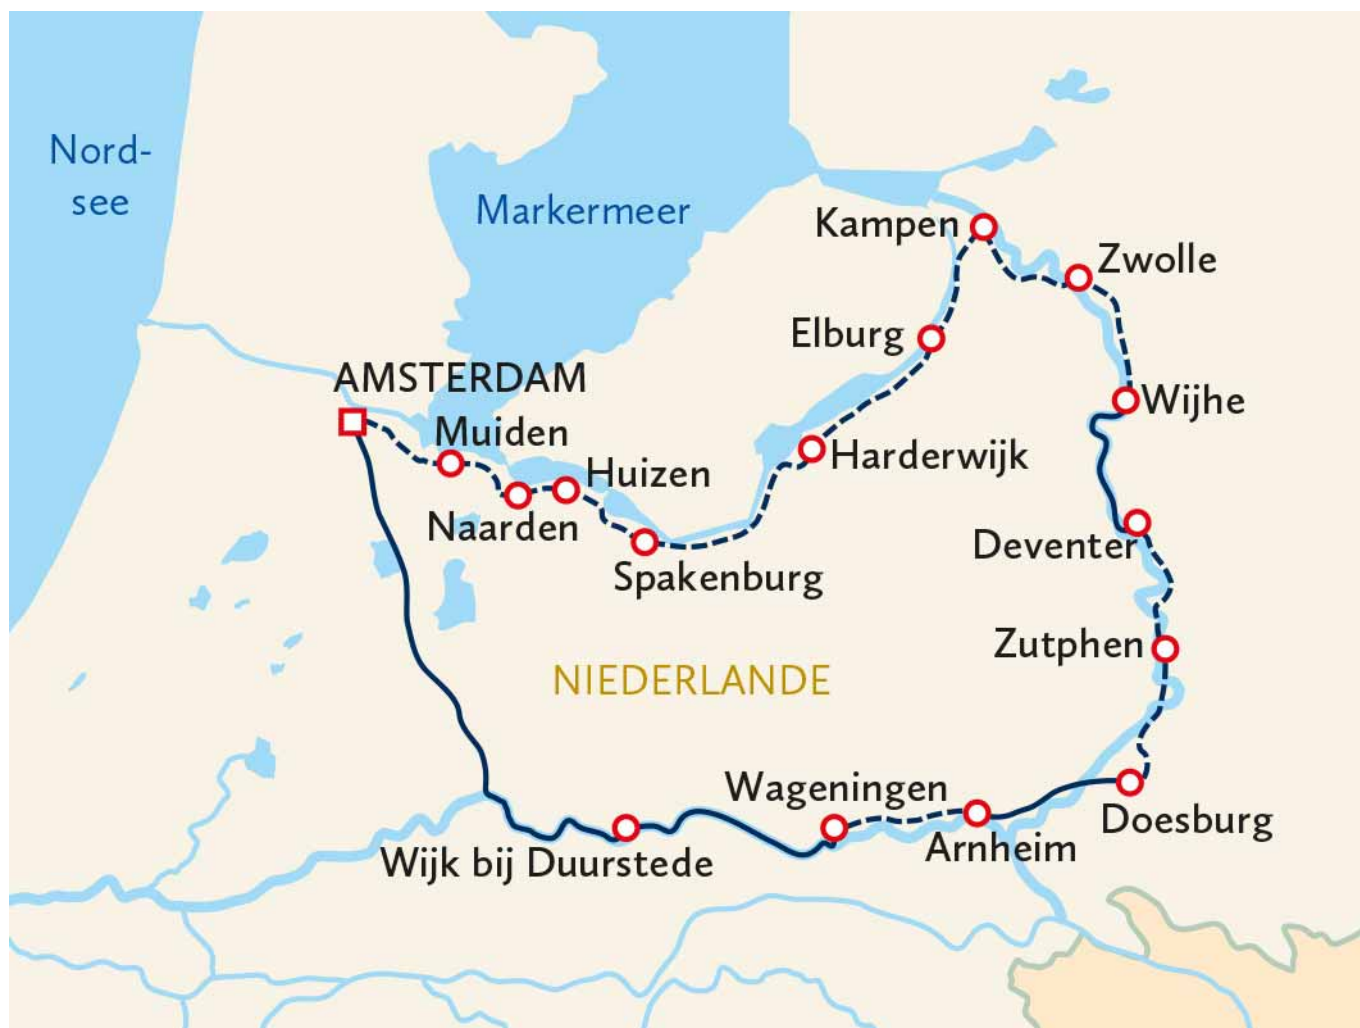 Nord-
see
Markermeer
Kampen
Zwolle
Elburg
AMSTERDAM
Wijhe
Muiden
Harderwijk
Huizen
Naarden
Deventer
Spakenburg
Zutphen
NIEDERLANDE
Wageningen
Doesburg
Arnheim
Wijk bij Duurstede